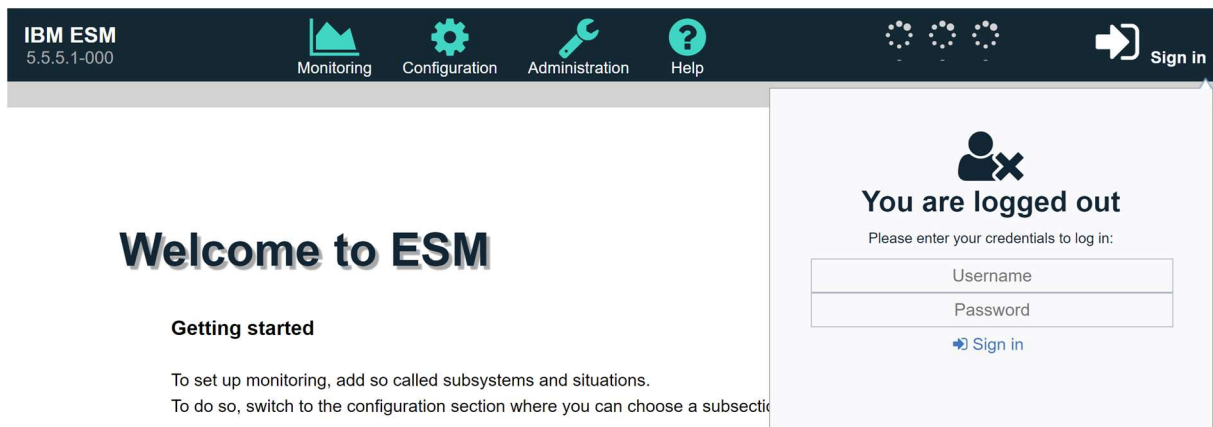 IBM ESM
5.5.5.1-000
Monitoring
Configuration
Administration
Help
- - -
Sign in
You are logged out
Please enter your credentials to log in:
Username
Password
Sign in
Welcome to ESM
Getting started
To set up monitoring, add so called subsystems and situations.
To do so, switch to the configuration section where you can choose a subsectio